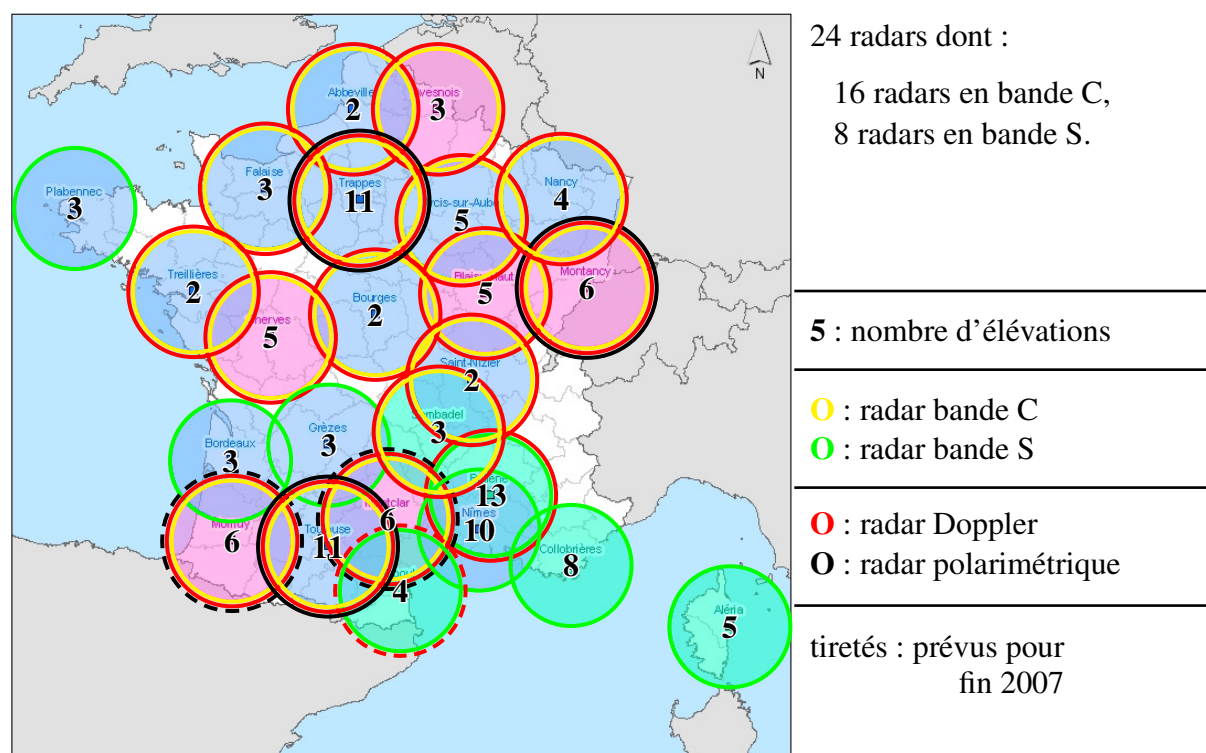 24 radars dont :
16 radars en bande C,
8 radars en bande S.
5 : nombre d'élévations
O : radar bande C
O : radar bande S
O : radar Doppler
O : radar polarimétrique
tiretés : prévus pour
fin 2007
N
Abbeville
2
3
Falaise
3
Trappes
11
5
Nancy
4
Plabennec
3
Treillières
2
5
Bourges
2
5
Montancy
6
Saint-Nizier
2
3
Bordeaux
3
Grèzes
3
13
Nîmes
10
6
6
Toulouse
11
4
Collobrières
8
Aléria
5